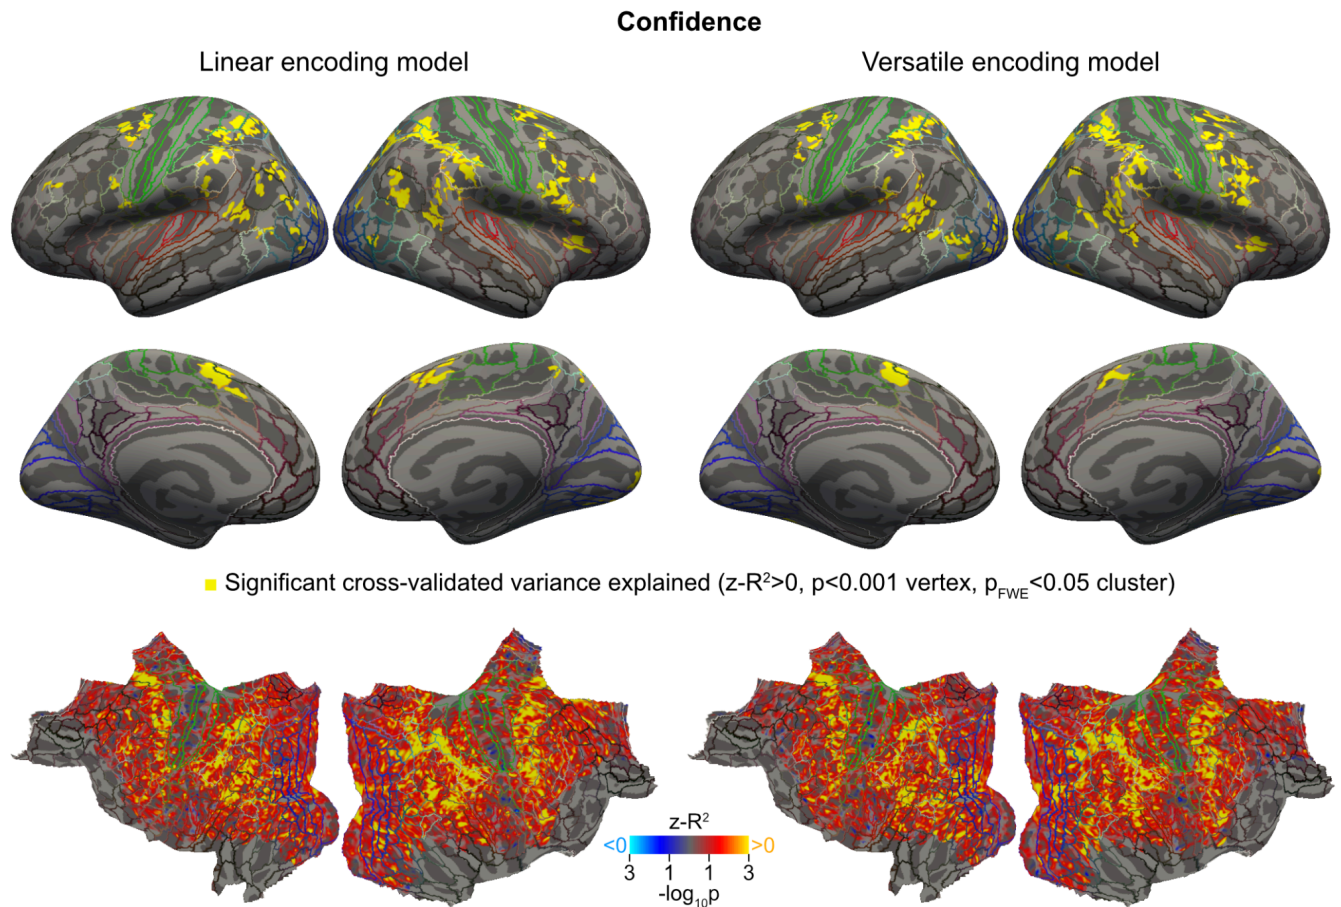 Confidence
Linear encoding model
Versatile encoding model
Significant cross-validated variance explained (z-R²>0, p<0.001 vertex, p_FWE<0.05 cluster)
z-R²
<0 >0
3 1 1 3
-log₁₀p